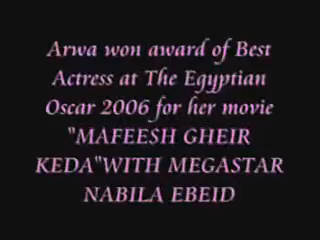 Arwa won award of Best
Actress at The Egyptian
Oscar 2006 for her movie
"MAFEESH GHEIR
KEDA"WITH MEGASTAR
NABILA EBEID